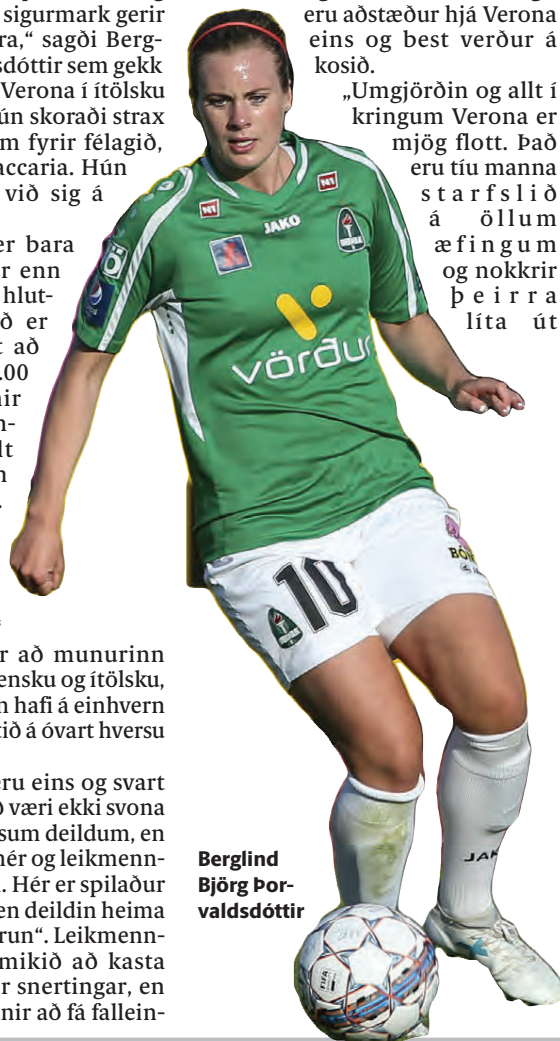 sigurmark gerir
ra,“ sagði Berg-
sdóttir sem gekk
Verona í ítölsku
ún skoraði strax
m fyrir félagið,
accaria. Hún
við sig á
er bara
r enn
hlut-
ð er
t að
.00
nir
n-
lt
n
r að munurinn
ensku og ítölsku,
n hafi á einhvern
tið á óvart hversu
eru eins og svart
ð væri ekki svona
sum deildum, en
nér og leikmenn-
. Hér er spilaður
en deildin heima
run“. Leikmenn-
mikið að kasta
r snertingar, en
nir að fá fallein-
eru aðstæður hjá Verona
eins og best verður á
kosið.
„Umgjörðin og allt í
kringum Verona er
mjög flott. Það
eru tíu manna
starfslið
á öllum
æfingum
og nokkrir
þeirra
líta út
N1
N1
JAKO
vörður
10
Berglind
Björg Þor-
valdsdóttir
FIFA